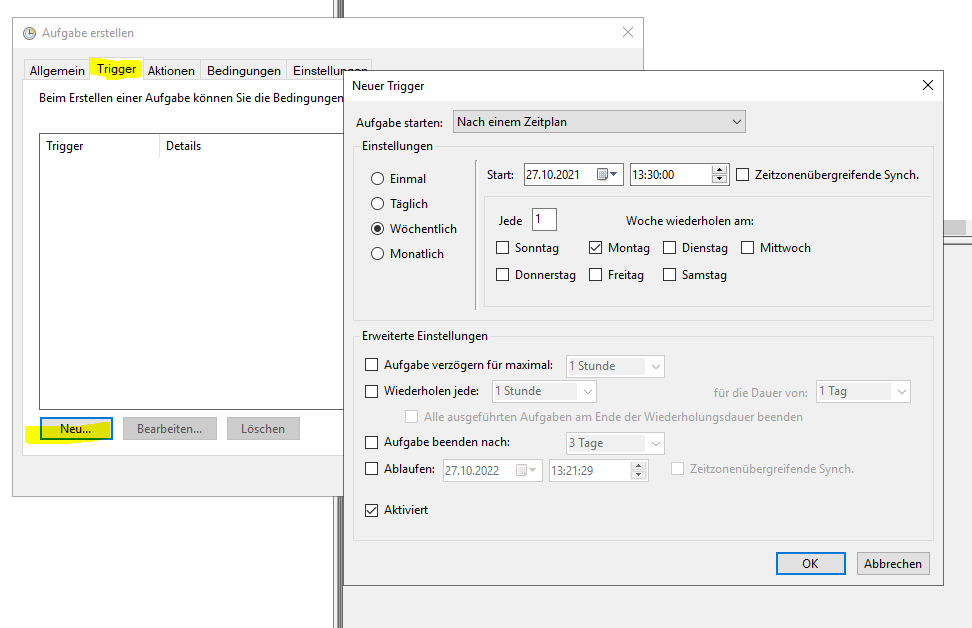 Aufgabe erstellen
Allgemein Trigger Aktionen Bedingungen Einstellungen
Beim Erstellen einer Aufgabe können Sie die Bedingungen
Trigger Details
Neu... Bearbeiten... Löschen
Neuer Trigger
Aufgabe starten: Nach einem Zeitplan
Einstellungen
Einmal
Täglich
Wöchentlich
Monatlich
Start: 27.10.2021 13:30:00 Zeitzonenübergreifende Synch.
Jede 1 Woche wiederholen am:
Sonntag Montag Dienstag Mittwoch
Donnerstag Freitag Samstag
Erweiterte Einstellungen
Aufgabe verzögern für maximal: 1 Stunde
Wiederholen jede: 1 Stunde für die Dauer von: 1 Tag
Alle ausgeführten Aufgaben am Ende der Wiederholungsdauer beenden
Aufgabe beenden nach: 3 Tage
Ablaufen: 27.10.2022 13:21:29 Zeitzonenübergreifende Synch.
Aktiviert
OK Abbrechen